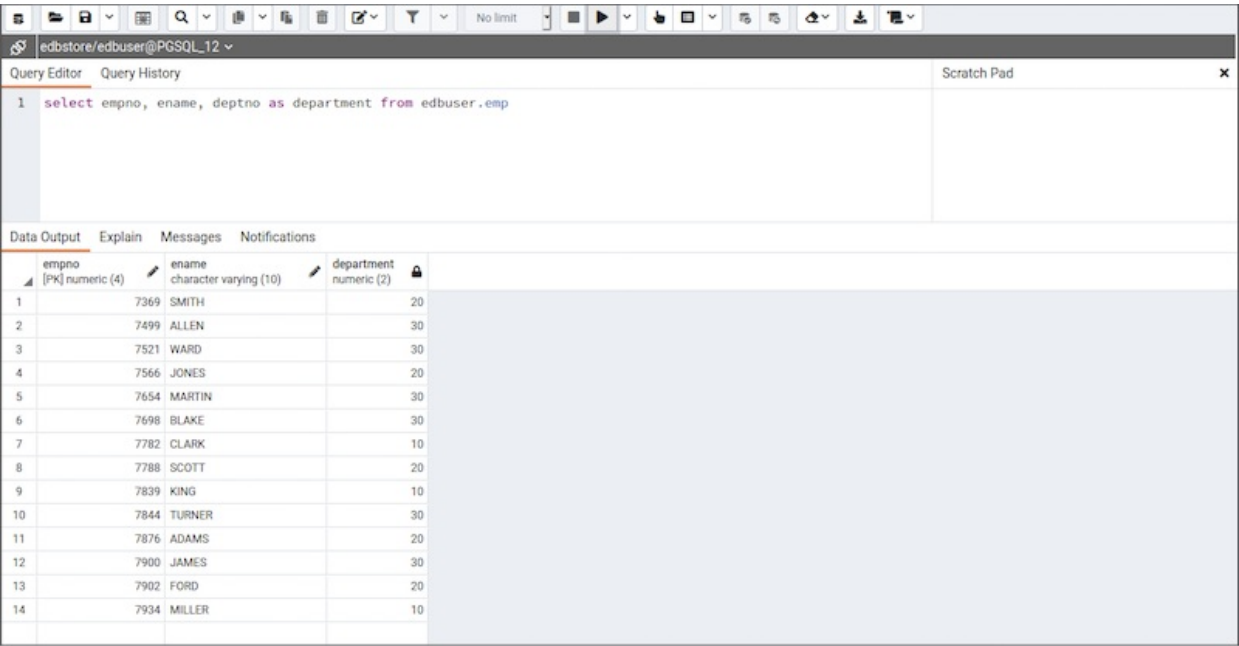 No limit
edbstore/edbuser@PGSQL_12
Query Editor Query History Scratch Pad
1 select empno, ename, deptno as department from edbuser.emp
Data Output Explain Messages Notifications
empno ename department
[PK] numeric (4) character varying (10) numeric (2)
1 7369 SMITH 20
2 7499 ALLEN 30
3 7521 WARD 30
4 7566 JONES 20
5 7654 MARTIN 30
6 7698 BLAKE 30
7 7782 CLARK 10
8 7788 SCOTT 20
9 7839 KING 10
10 7844 TURNER 30
11 7876 ADAMS 20
12 7900 JAMES 30
13 7902 FORD 20
14 7934 MILLER 10